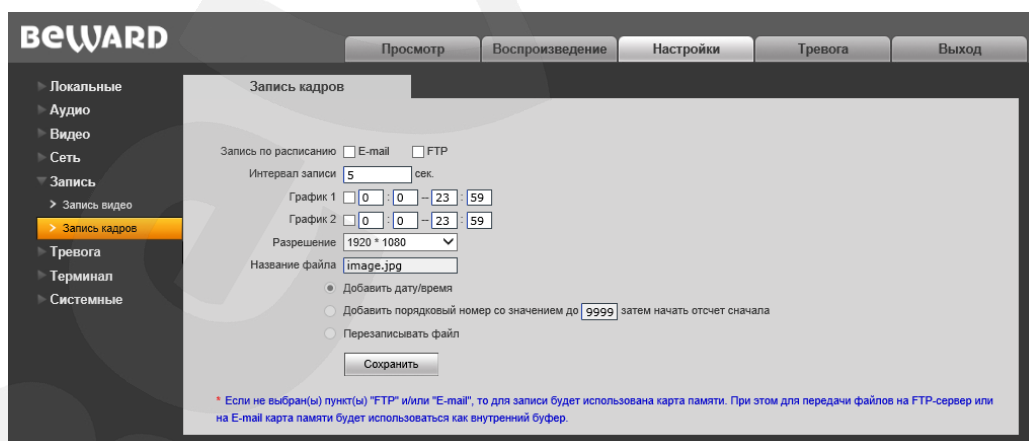 BEWARD
Просмотр Воспроизведение Настройки Тревога Выход
Локальные
Аудио
Видео
Сеть
Запись
Запись видео
Запись кадров
Тревога
Терминал
Системные
Запись кадров
Запись по расписанию E-mail FTP
Интервал записи 5 сек.
График 1 0 : 0 – 23 : 59
График 2 0 : 0 – 23 : 59
Разрешение 1920 * 1080
Название файла image.jpg
Добавить дату/время
Добавить порядковый номер со значением до 9999 затем начать отсчет сначала
Перезаписывать файл
Сохранить
* Если не выбран(ы) пункт(ы) "FTP" и/или "E-mail", то для записи будет использована карта памяти. При этом для передачи файлов на FTP-сервер или
на E-mail карта памяти будет использоваться как внутренний буфер.